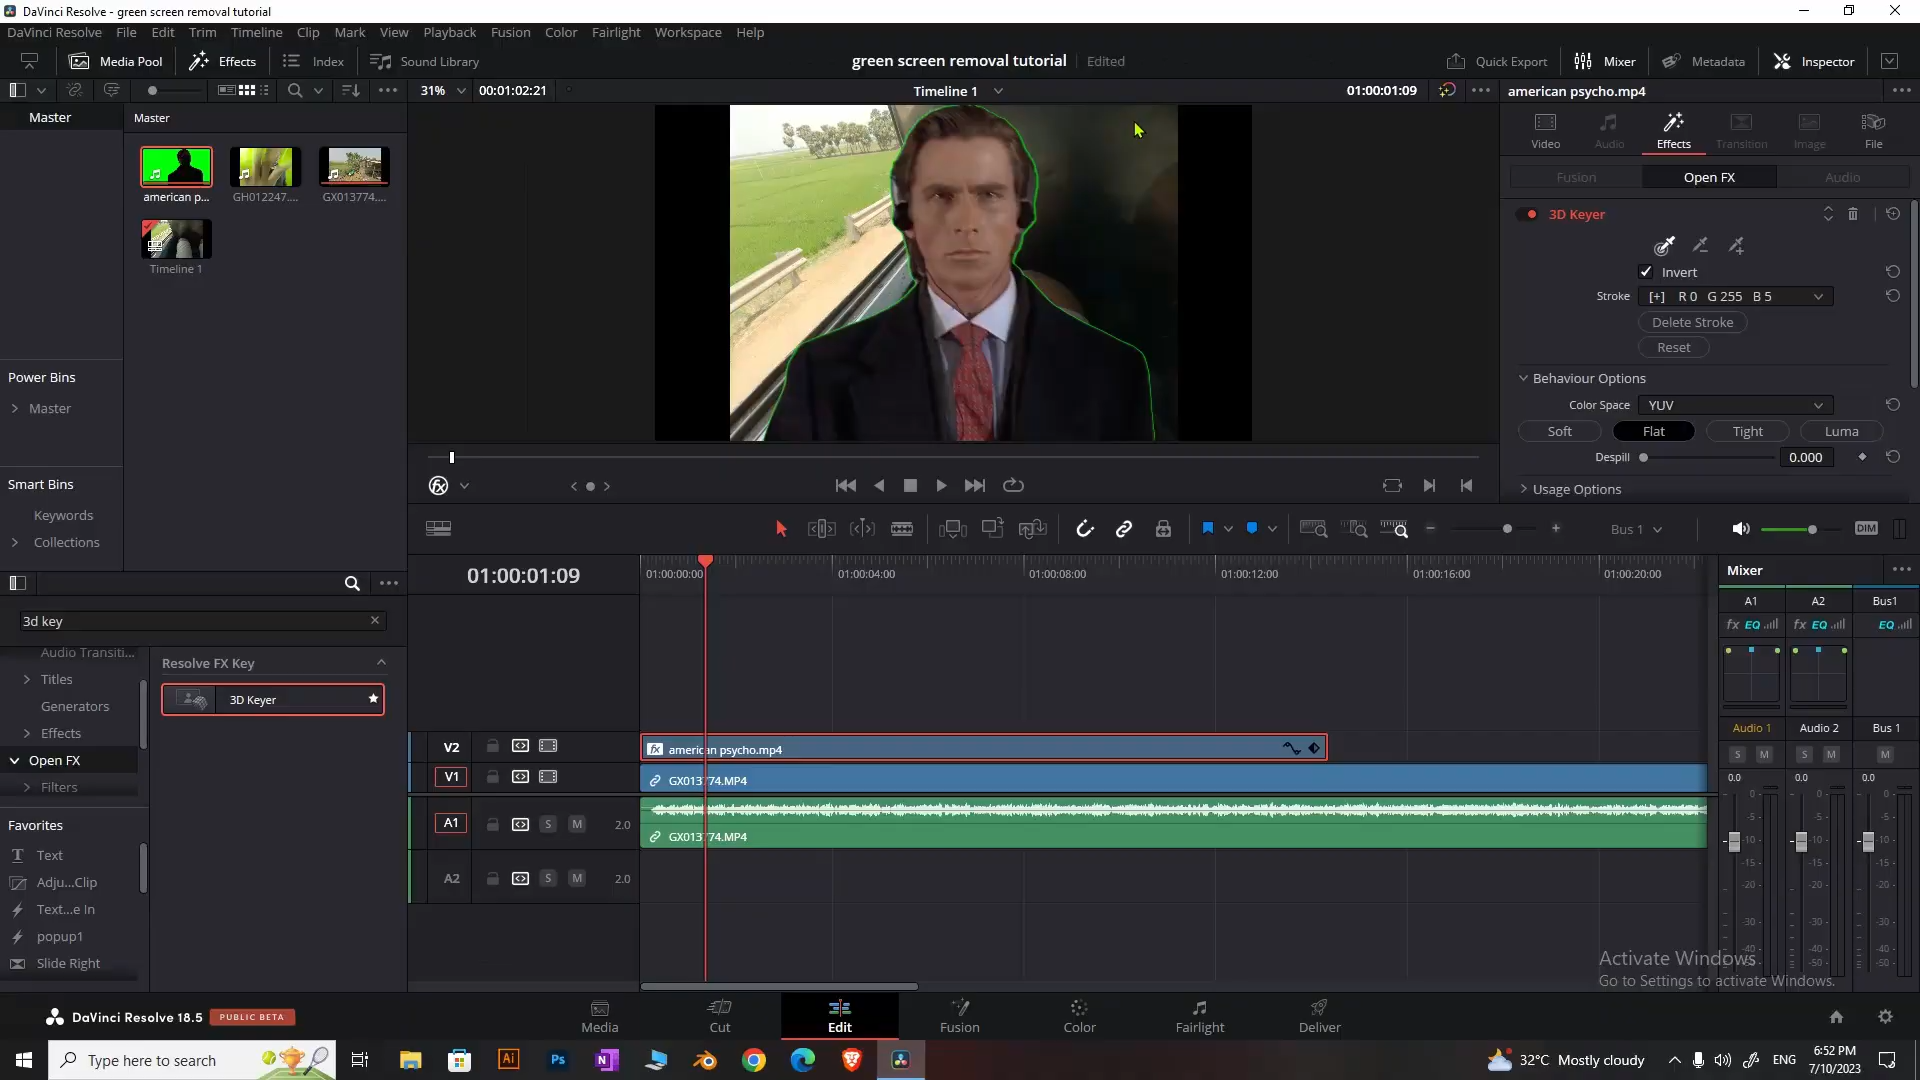 DaVinci Resolve - green screen removal tutorial
DaVinci Resolve File Edit Trim Timeline Clip Mark View Playback Fusion Color Fairlight Workspace Help
Media Pool Effects Index Sound Library green screen removal tutorial Edited Quick Export Mixer Metadata Inspector
31% 00:01:02:21 Timeline 1 01:00:01:09 american psycho.mp4
Master Master
Video Audio Effects Transition Image File
Fusion Open FX Audio
american p... GH012247.... GX013774....
3D Keyer
Timeline 1
Invert
Stroke [+] R 0 G 255 B 5
Delete Stroke
Reset
Power Bins
Master
Behaviour Options
Color Space YUV
Soft Flat Tight Luma
Despill 0.000
Smart Bins
Keywords
Collections
Usage Options
Bus 1 DIM
01:00:01:09
01:00:00:00 01:00:04:00 01:00:08:00 01:00:12:00 01:00:16:00 01:00:20:00
Mixer
A1 A2 Bus1
fx EQ fx EQ EQ
3d key
Audio Transiti...
Titles
Generators
Effects
Open FX
Filters
Resolve FX Key
3D Keyer
Favorites
Text
Adju...Clip
Text...e In
popup1
Slide Right
V2 fx american psycho.mp4
V1 GX013774.MP4
A1 S M 2.0
GX013774.MP4
A2 S M 2.0
Audio 1 Audio 2 Bus 1
S M S M M
0.0 0.0 0.0
0 0 0
-5 -5 -5
-10 -10 -10
-15 -15 -15
-20 -20 -20
-30 -30 -30
-40 -40 -40
-50 -50 -50
Activate Windows
Go to Settings to activate Windows.
DaVinci Resolve 18.5 PUBLIC BETA
Media Cut Edit Fusion Color Fairlight Deliver
Type here to search Ai Ps N 32°C Mostly cloudy ENG 6:52 PM
7/10/2023